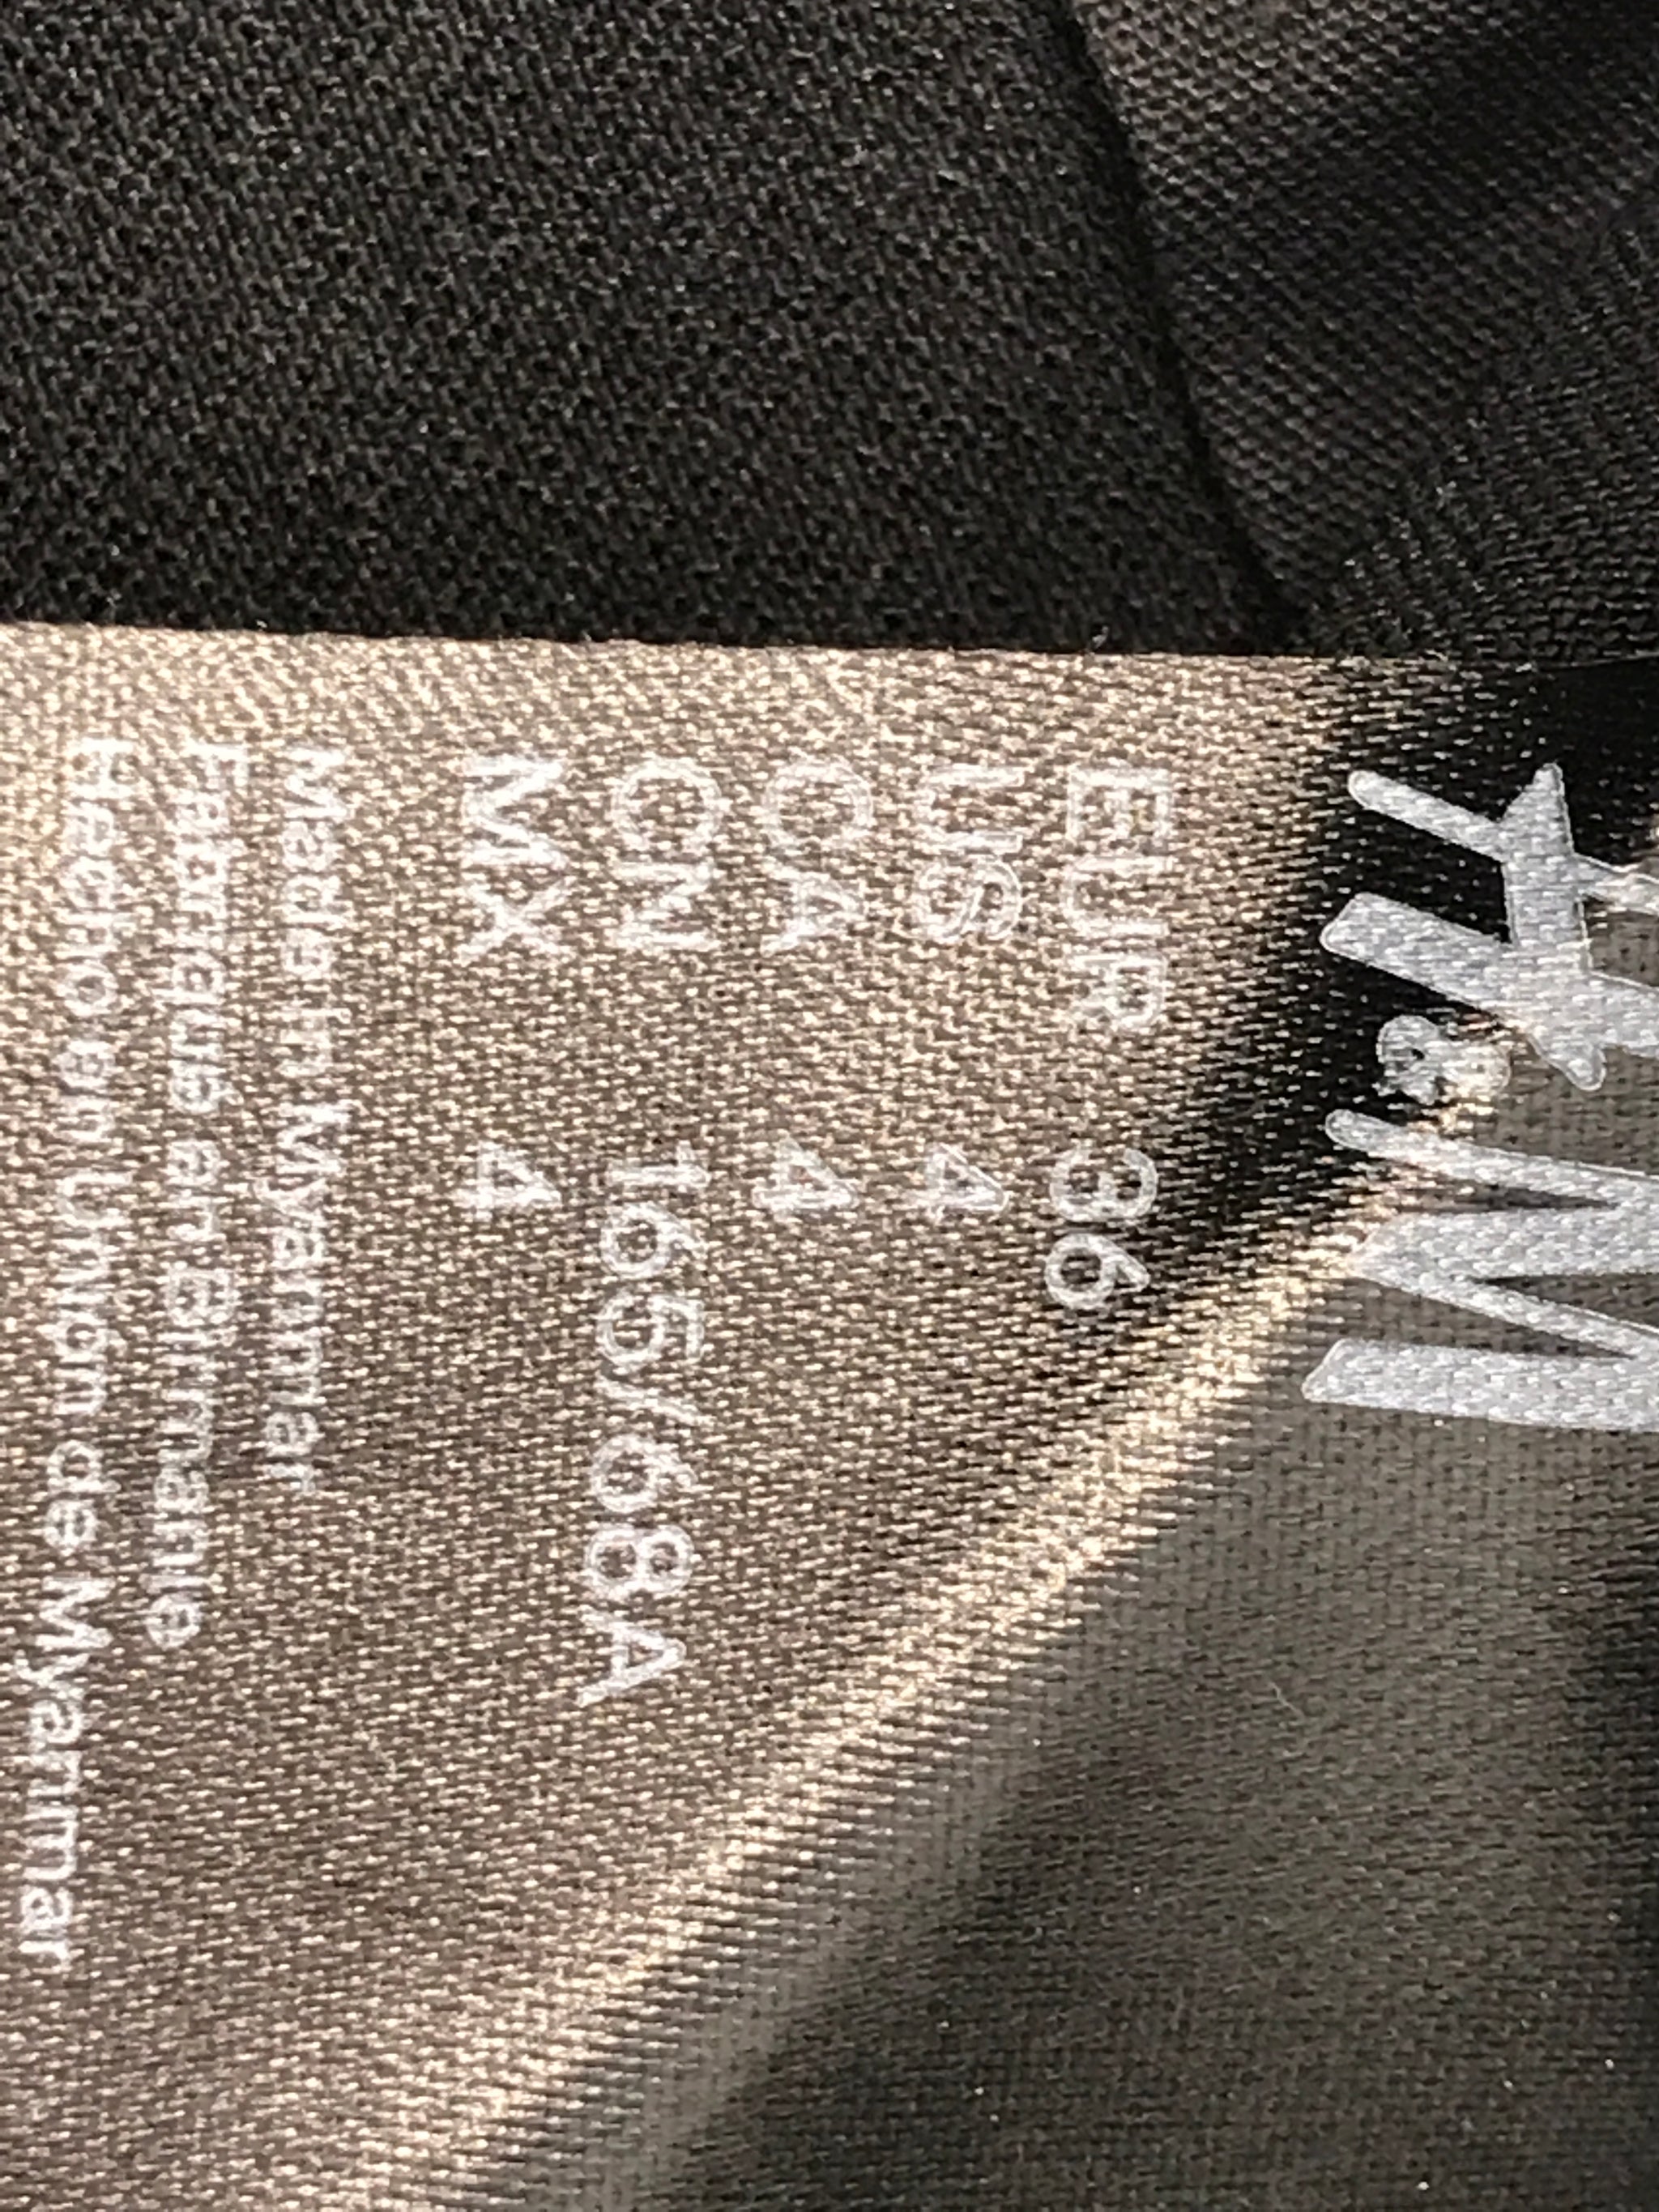 H&M
EUR 36
US 4
CA 4
CN 165/68A
MX 4
Made in Myanmar
Fabriqué en Birmanie
Hecho en Unión de Myanmar